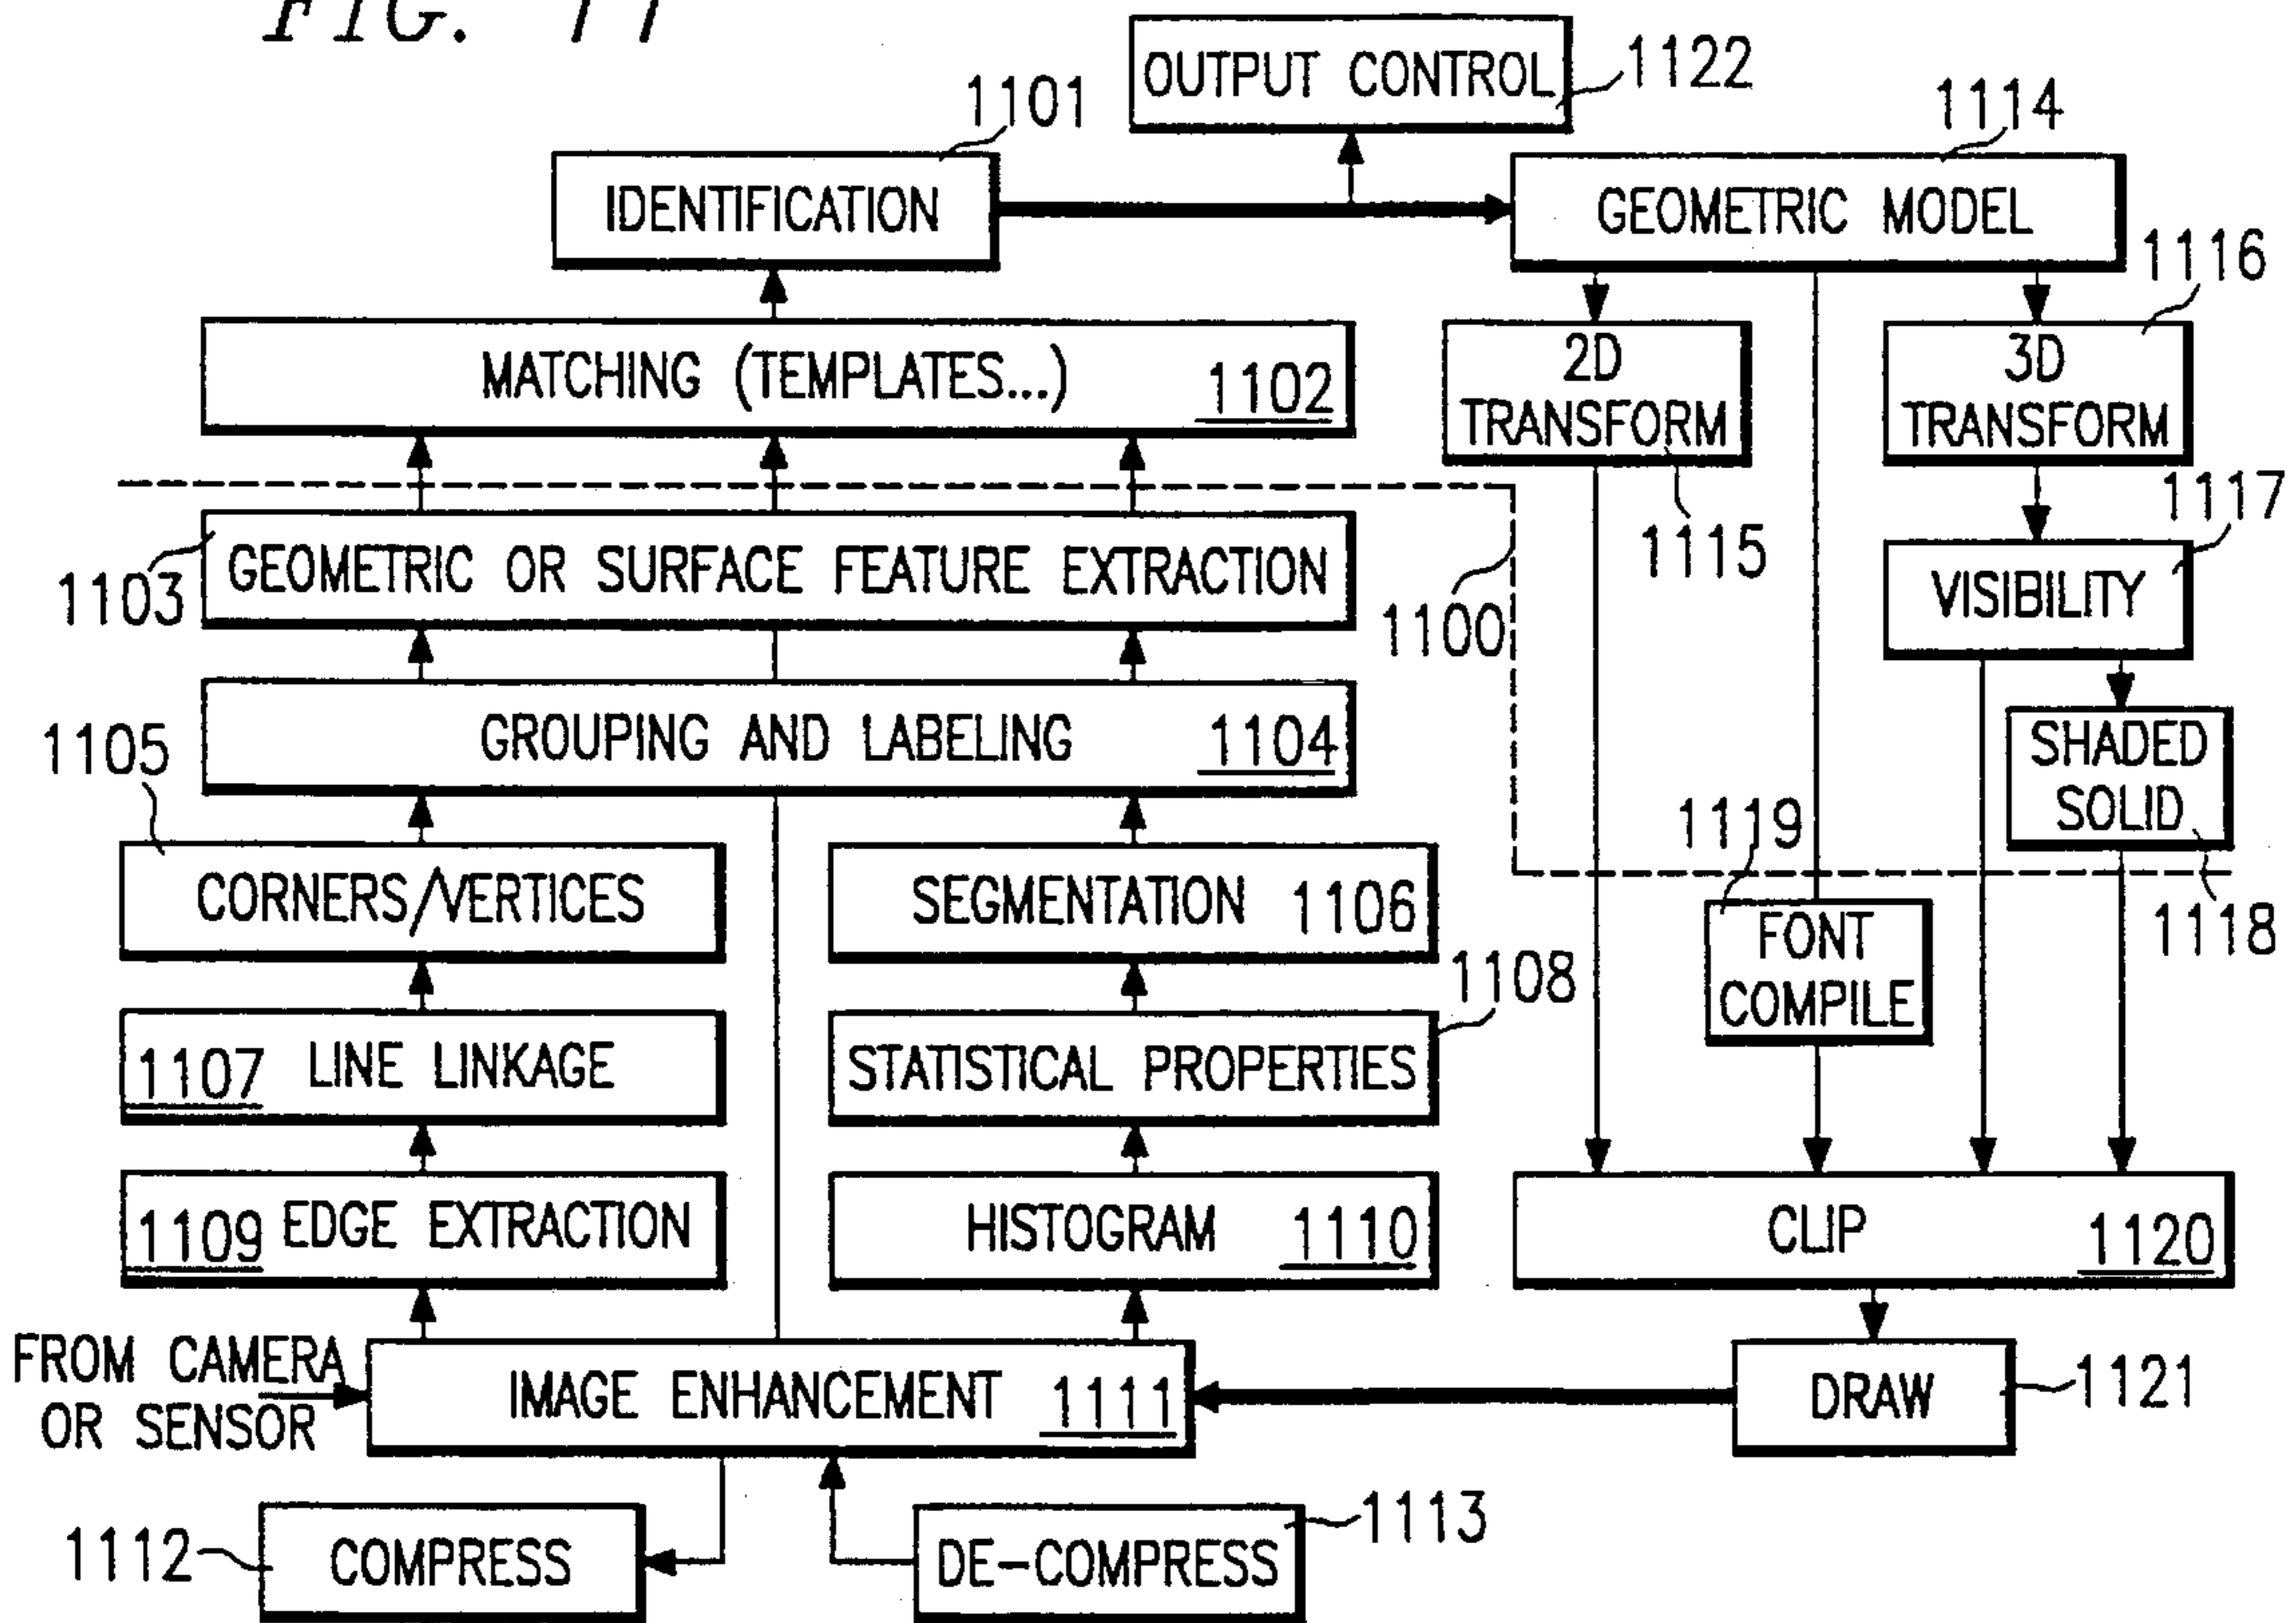 FIG. 11
OUTPUT CONTROL
1122
1101
1114
IDENTIFICATION
GEOMETRIC MODEL
1116
MATCHING (TEMPLATES...) 1102
2D
TRANSFORM
1115
3D
TRANSFORM
1117
1103
GEOMETRIC OR SURFACE FEATURE EXTRACTION
1100
VISIBILITY
GROUPING AND LABELING 1104
1105
SHADED
SOLID
1118
1119
CORNERS/VERTICES
SEGMENTATION 1106
FONT
COMPILE
1108
1107 LINE LINKAGE
STATISTICAL PROPERTIES
1109 EDGE EXTRACTION
HISTOGRAM 1110
CLIP 1120
FROM CAMERA
OR SENSOR
IMAGE ENHANCEMENT 1111
DRAW
1121
1112
COMPRESS
DE-COMPRESS
1113